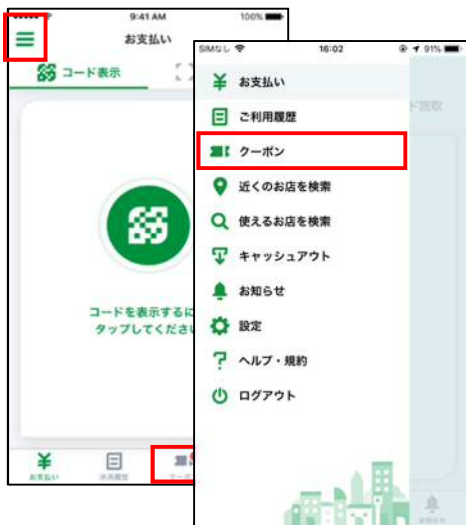 9:41 AM
100%
お支払い
コード表示
コードを表示するに
タップしてくださ
お支払い
SIMなし
16:02
91%
お支払い
ご利用履歴
クーポン
近くのお店を検索
使えるお店を検索
キャッシュアウト
お知らせ
設定
ヘルプ・規約
ログアウト